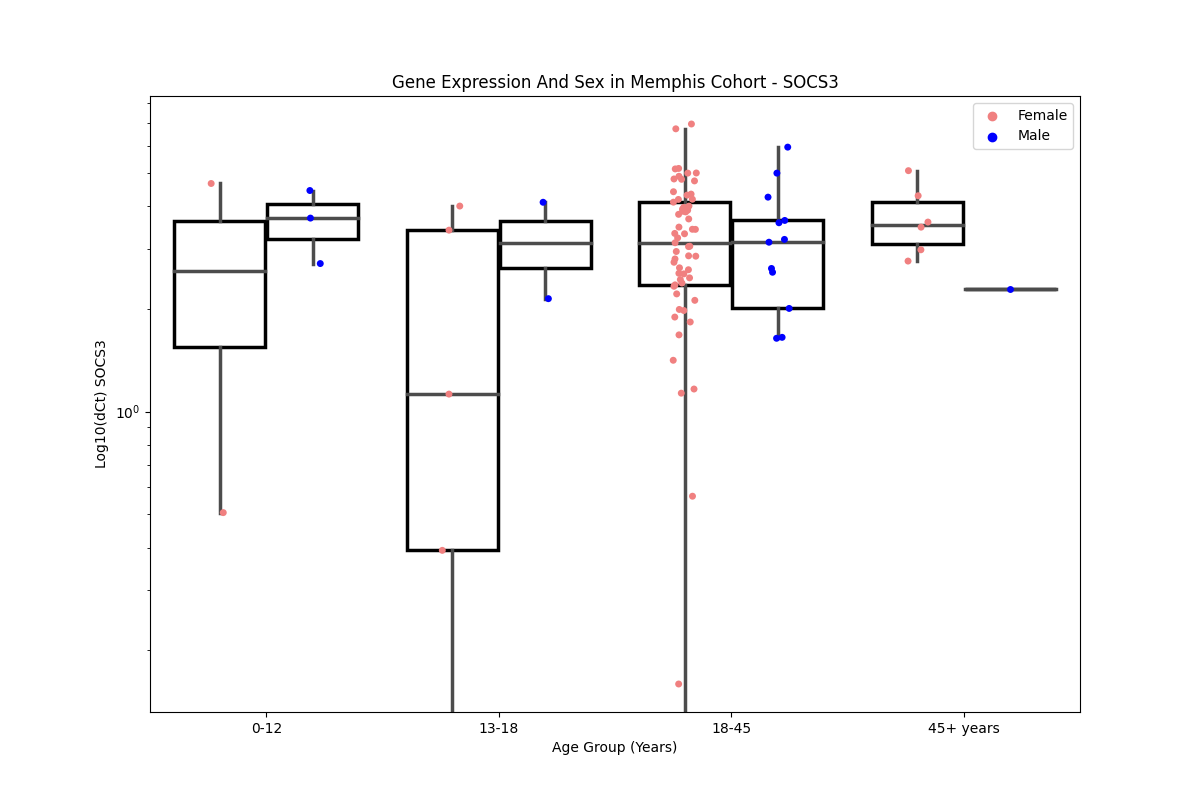 Gene Expression And Sex in Memphis Cohort - SOCS3
Female
Male
Log10(dCt) SOCS3
10⁰
0-12
13-18
18-45
45+ years
Age Group (Years)